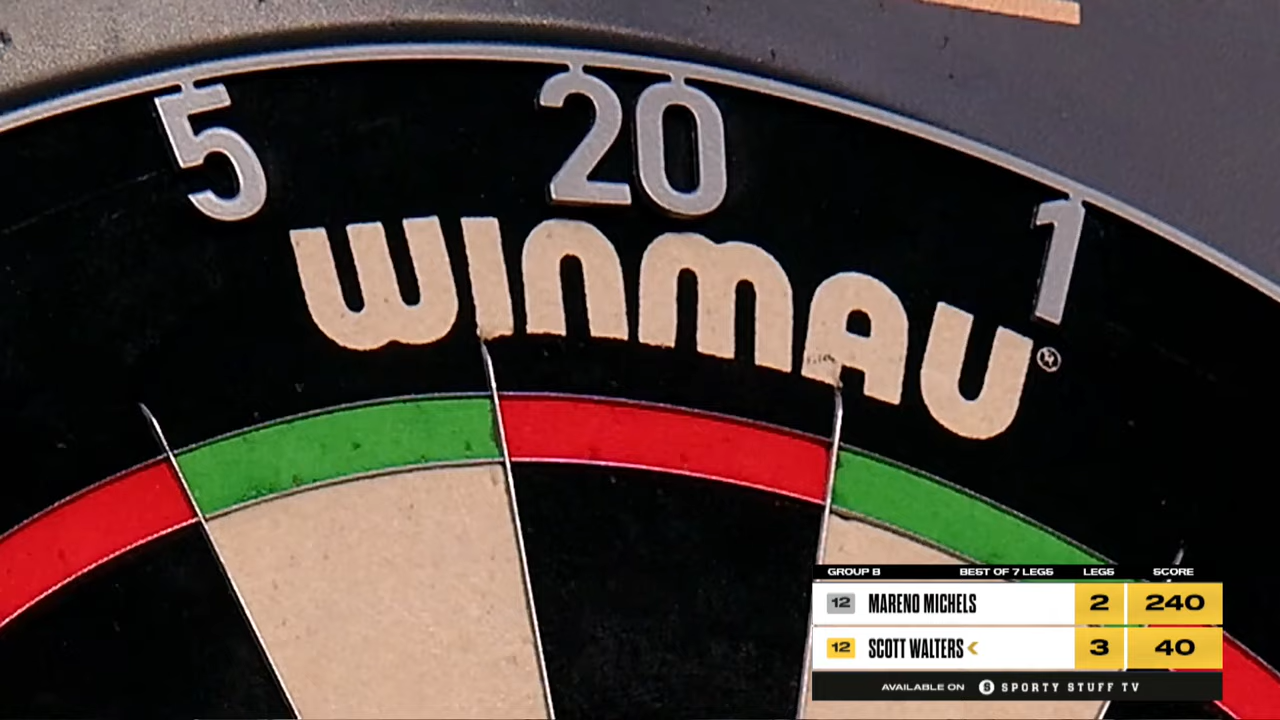 5 20 1
WINMAU®
GROUP B BEST OF 7 LEGS LEGS SCORE
12 MARENO MICHELS 2 240
12 SCOTT WALTERS 3 40
AVAILABLE ON S SPORTY STUFF TV